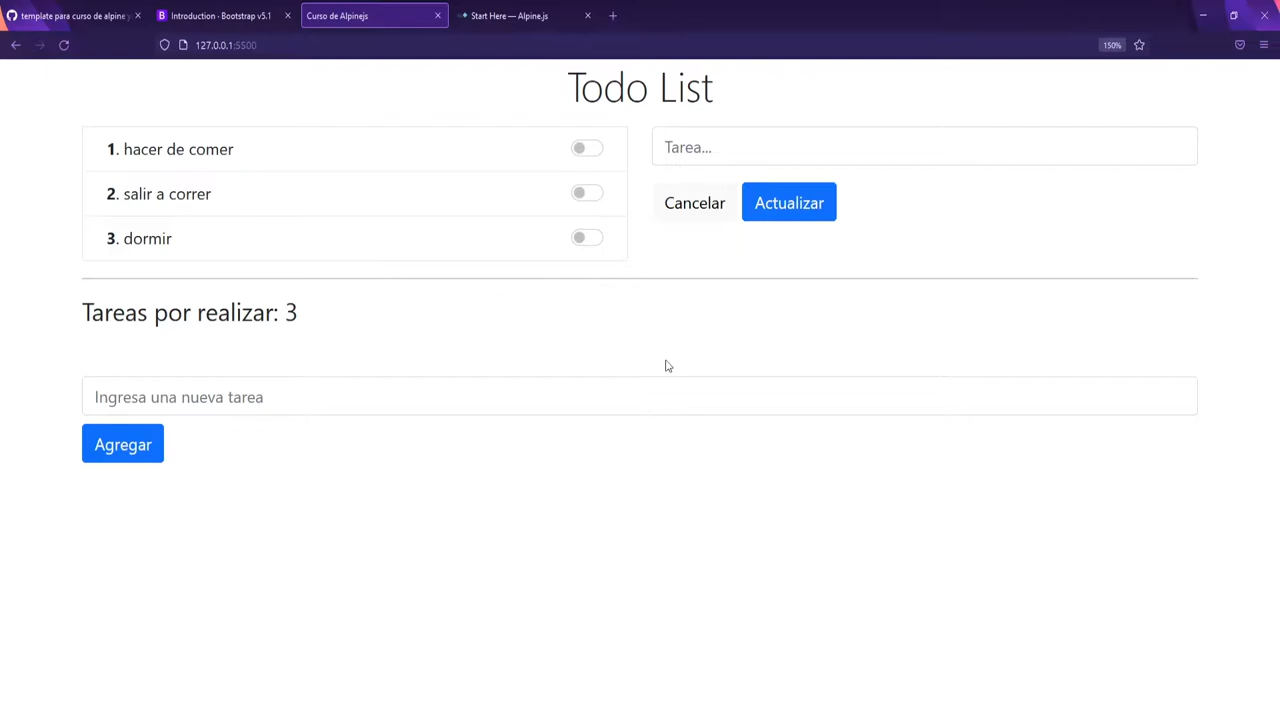 template para curso de alpine
Introduction · Bootstrap v5.1
Curso de Alpinejs
Start Here — Alpine.js
127.0.0.1:5500
150%
Todo List
1. hacer de comer
2. salir a correr
3. dormir
Tarea...
Cancelar
Actualizar
Tareas por realizar: 3
Ingresa una nueva tarea
Agregar